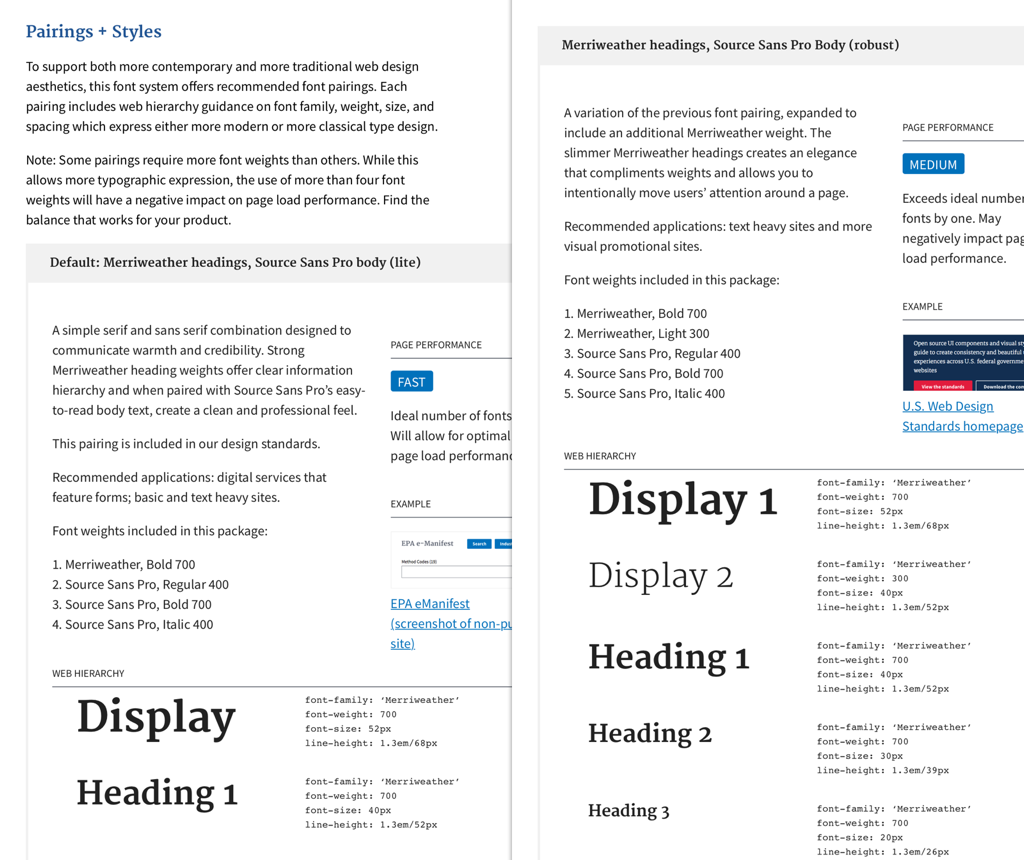 Pairings + Styles
To support both more contemporary and more traditional web design
aesthetics, this font system offers recommended font pairings. Each
pairing includes web hierarchy guidance on font family, weight, size, and
spacing which express either more modern or more classical type design.
Note: Some pairings require more font weights than others. While this
allows more typographic expression, the use of more than four font
weights will have a negative impact on page load performance. Find the
balance that works for your product.
Default: Merriweather headings, Source Sans Pro body (lite)
A simple serif and sans serif combination designed to
communicate warmth and credibility. Strong
Merriweather heading weights offer clear information
hierarchy and when paired with Source Sans Pro’s easy-
to-read body text, create a clean and professional feel.
This pairing is included in our design standards.
Recommended applications: digital services that
feature forms; basic and text heavy sites.
Font weights included in this package:
1. Merriweather, Bold 700
2. Source Sans Pro, Regular 400
3. Source Sans Pro, Bold 700
4. Source Sans Pro, Italic 400
PAGE PERFORMANCE
FAST
Ideal number of fonts
Will allow for optimal
page load performanc
EXAMPLE
EPA e-Manifest
Search
Method Codes (10)
EPA eManifest
(screenshot of non-pu
site)
WEB HIERARCHY
Display
font-family: ‘Merriweather’
font-weight: 700
font-size: 52px
line-height: 1.3em/68px
Heading 1
font-family: ‘Merriweather’
font-weight: 700
font-size: 40px
line-height: 1.3em/52px
Merriweather headings, Source Sans Pro Body (robust)
A variation of the previous font pairing, expanded to
include an additional Merriweather weight. The
slimmer Merriweather headings creates an elegance
that compliments weights and allows you to
intentionally move users’ attention around a page.
Recommended applications: text heavy sites and more
visual promotional sites.
Font weights included in this package:
1. Merriweather, Bold 700
2. Merriweather, Light 300
3. Source Sans Pro, Regular 400
4. Source Sans Pro, Bold 700
5. Source Sans Pro, Italic 400
PAGE PERFORMANCE
MEDIUM
Exceeds ideal number
fonts by one. May
negatively impact pag
load performance.
EXAMPLE
Open source UI components and visual sty
guide to create consistency and beautiful
experiences across U.S. federal governme
websites
View the standards
Download the con
U.S. Web Design
Standards homepage
WEB HIERARCHY
Display 1
font-family: ‘Merriweather’
font-weight: 700
font-size: 52px
line-height: 1.3em/68px
Display 2
font-family: ‘Merriweather’
font-weight: 300
font-size: 40px
line-height: 1.3em/52px
Heading 1
font-family: ‘Merriweather’
font-weight: 700
font-size: 40px
line-height: 1.3em/52px
Heading 2
font-family: ‘Merriweather’
font-weight: 700
font-size: 30px
line-height: 1.3em/39px
Heading 3
font-family: ‘Merriweather’
font-weight: 700
font-size: 20px
line-height: 1.3em/26px